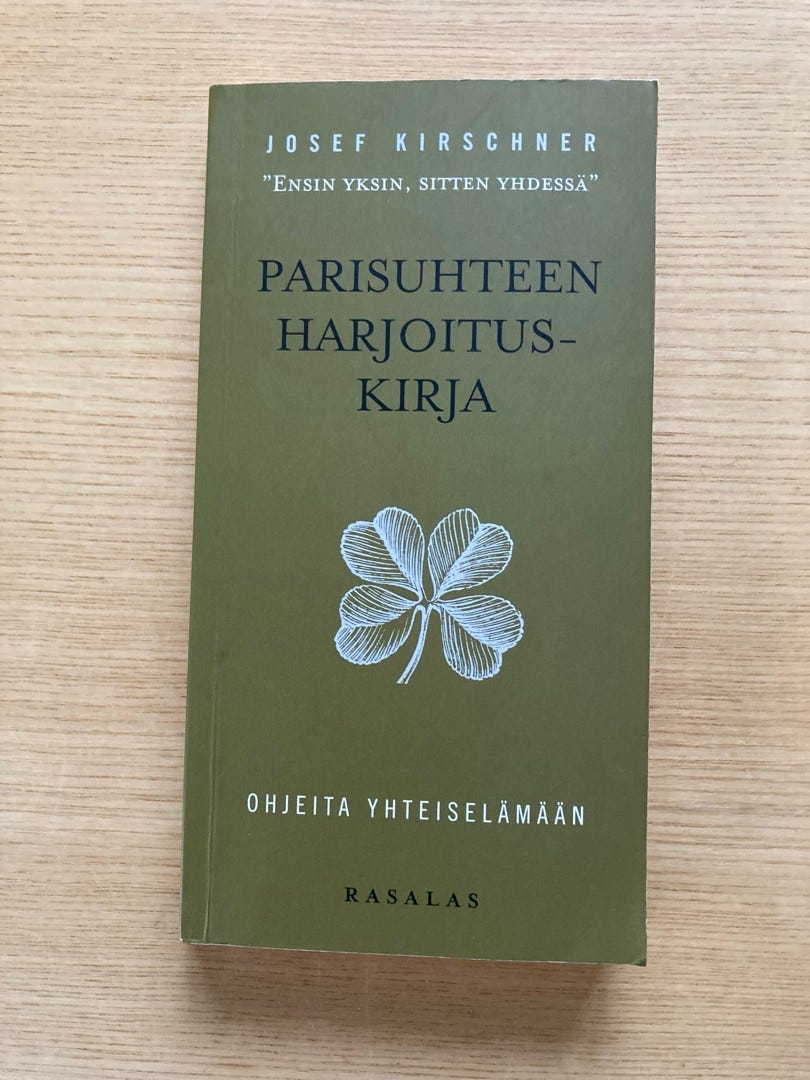 JOSEF KIRSCHNER
”ENSIN YKSIN, SITTEN YHDESSÄ”
PARISUHTEEN
HARJOITUS-
KIRJA
OHJEITA YHTEISELÄMÄÄN
RASALAS